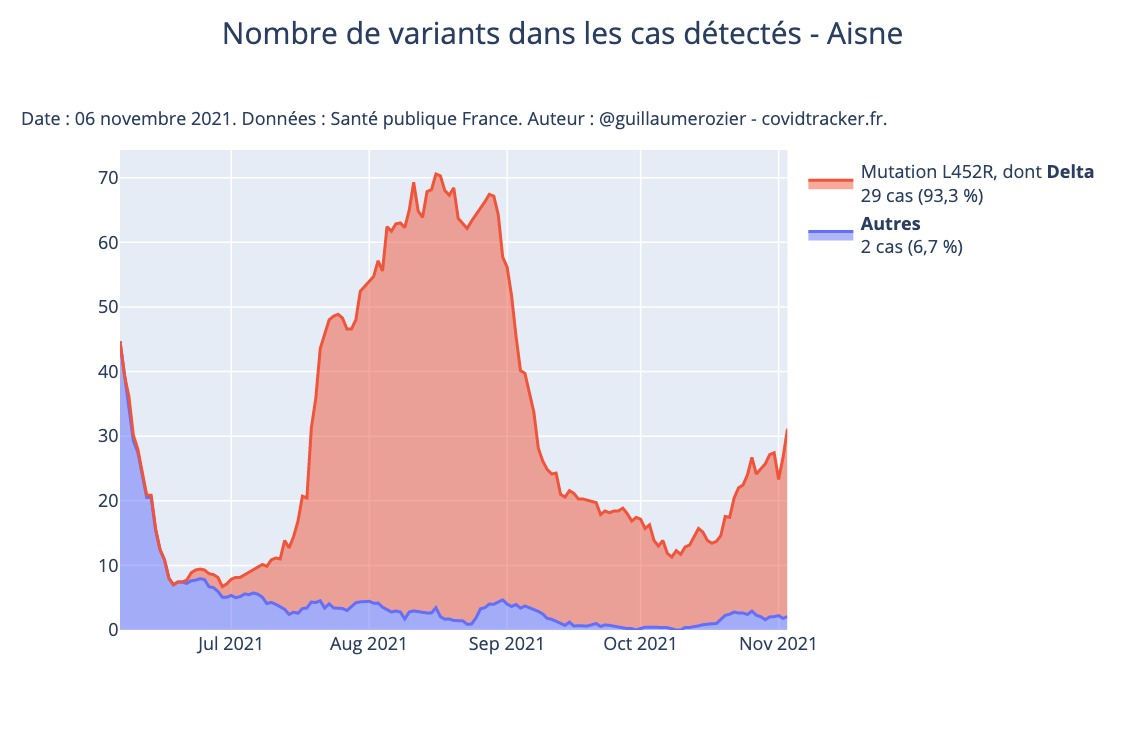 Nombre de variants dans les cas détectés - Aisne
Date : 06 novembre 2021. Données : Santé publique France. Auteur : @guillaumerozier - covidtracker.fr.
Mutation L452R, dont Delta
29 cas (93,3 %)
Autres
2 cas (6,7 %)
70
60
50
40
30
20
10
0
Jul 2021
Aug 2021
Sep 2021
Oct 2021
Nov 2021